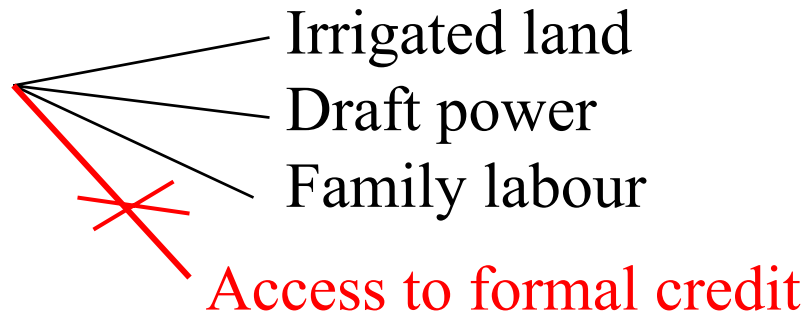 Irrigated land
Draft power
Family labour
Access to formal credit